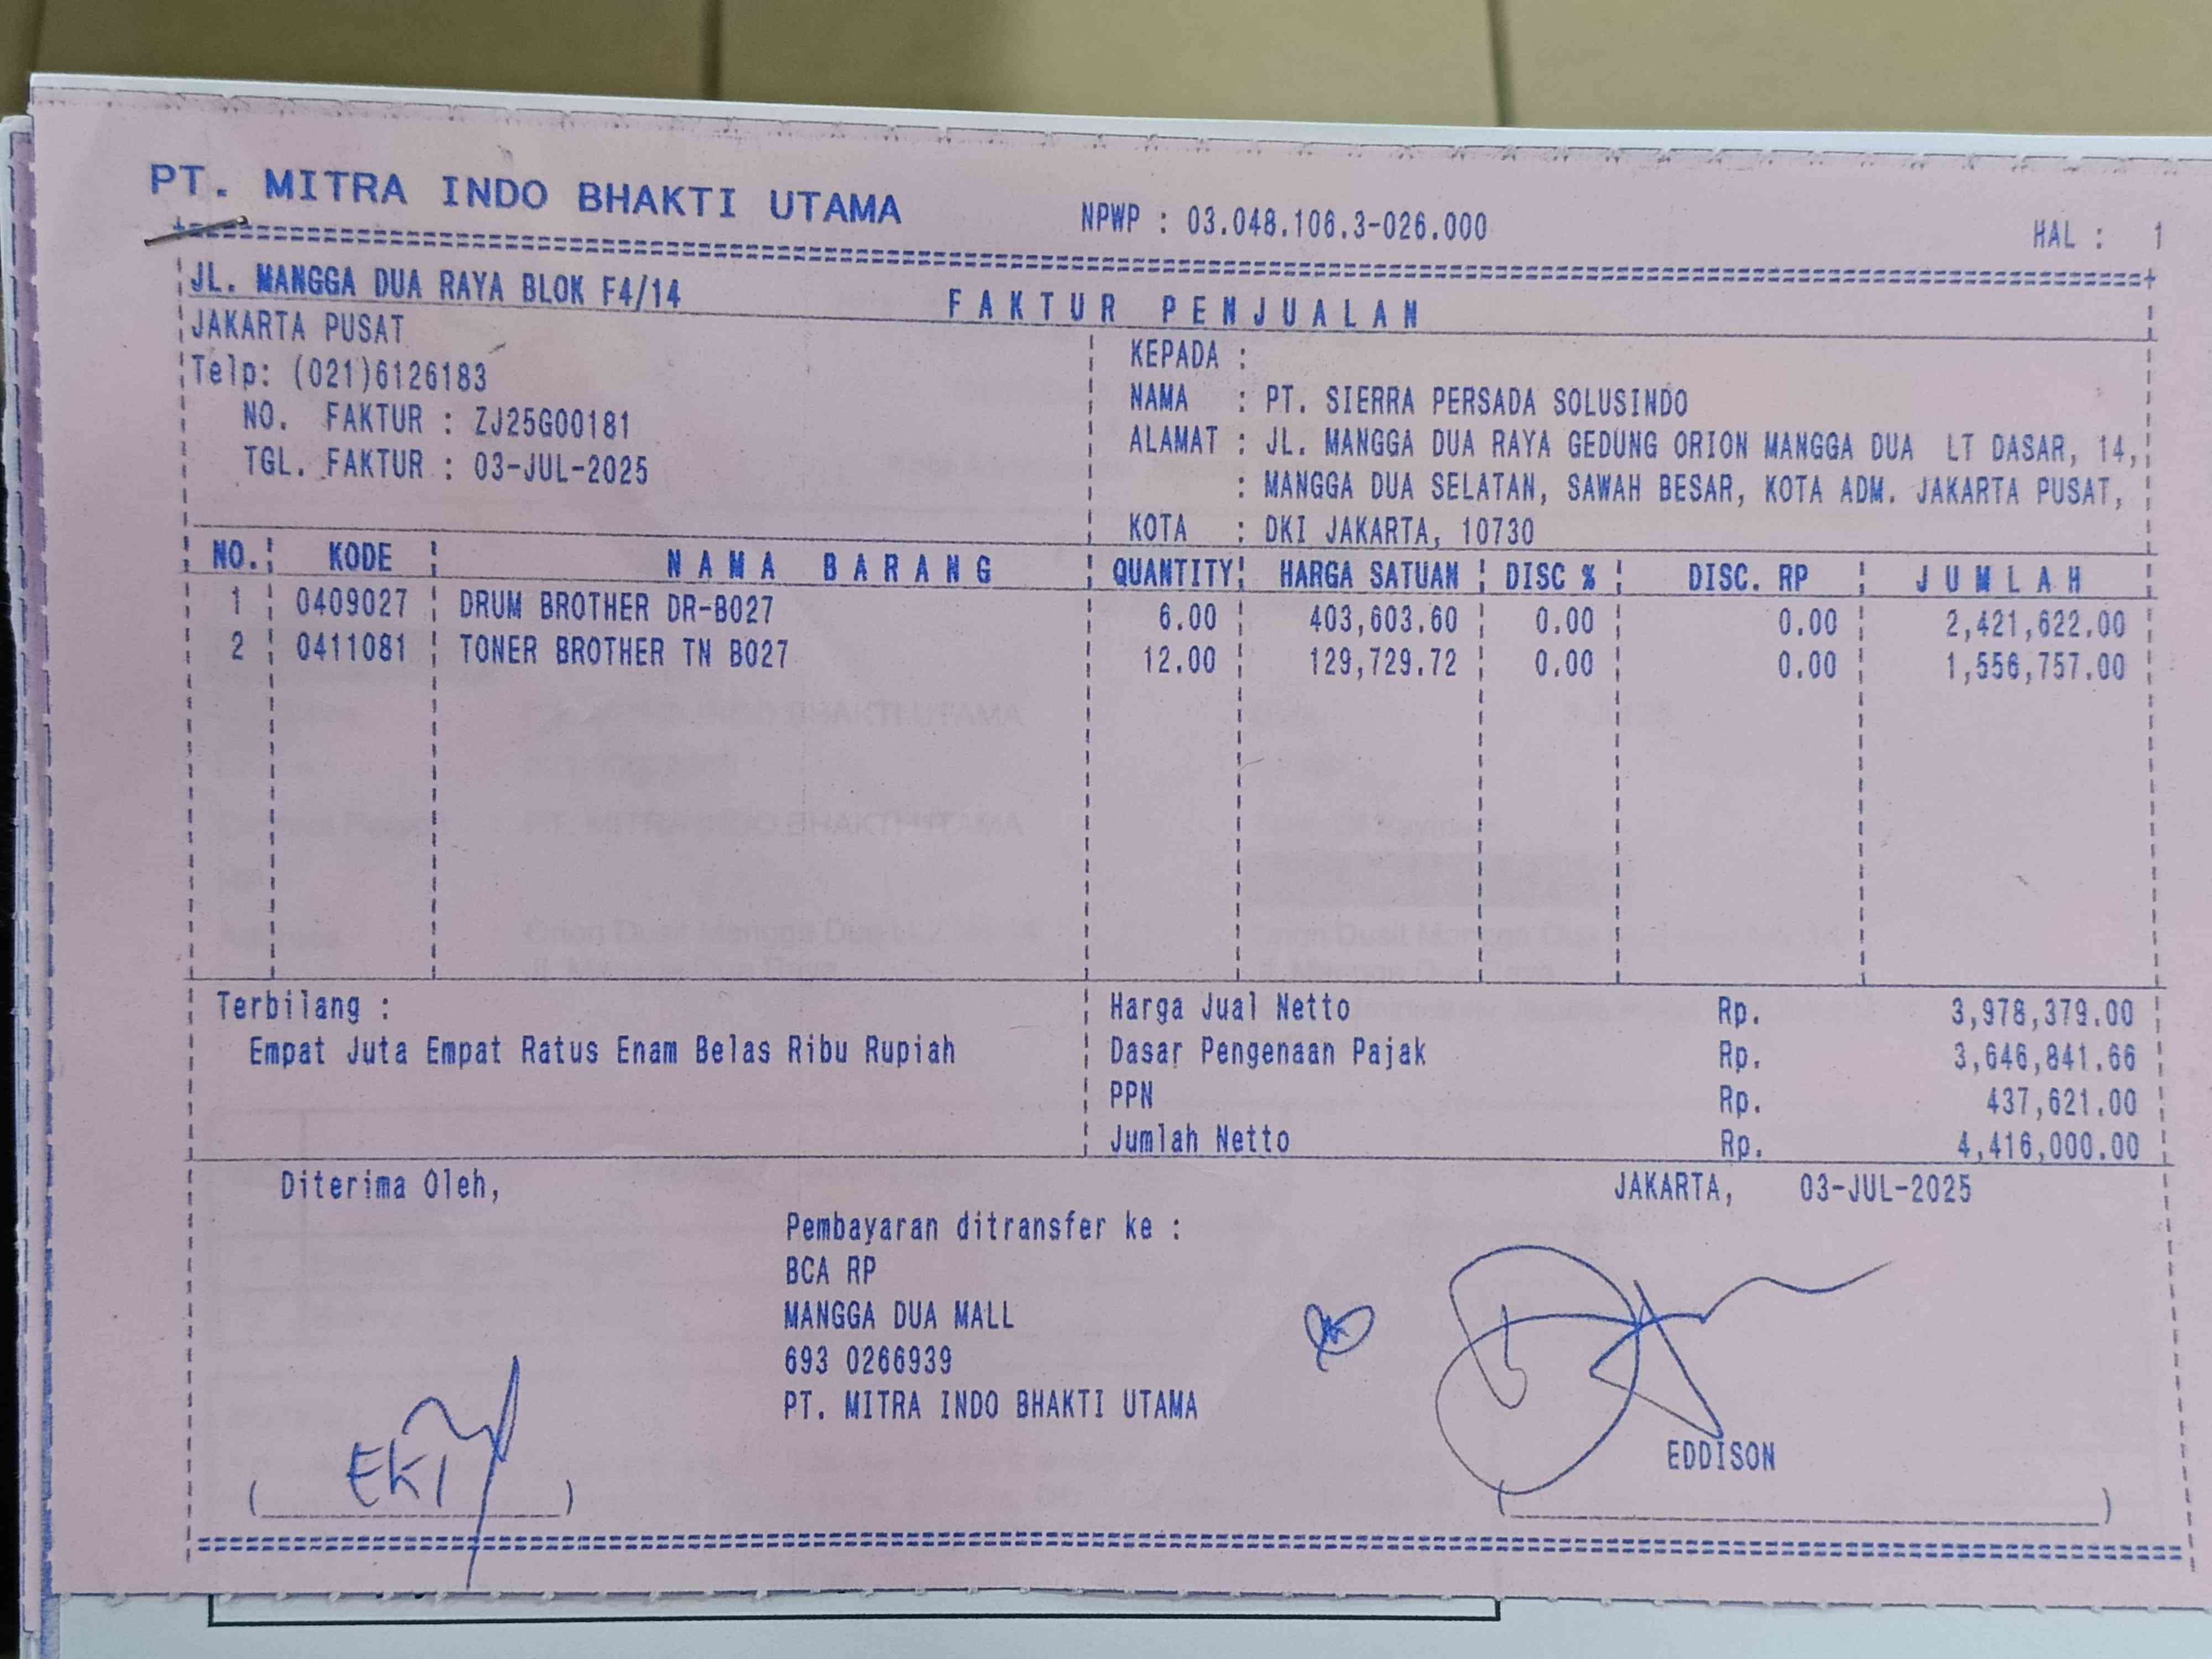 PT. MITRA INDO BHAKTI UTAMA NPWP : 03.048.106.3-026.000 HAL : 1
JL. MANGGA DUA RAYA BLOK F4/14 FAKTUR PENJUALAN
JAKARTA PUSAT
Telp: (021)6126183
NO. FAKTUR : ZJ25G00181
TGL. FAKTUR : 03-JUL-2025
KEPADA :
NAMA : PT. SIERRA PERSADA SOLUSINDO
ALAMAT : JL. MANGGA DUA RAYA GEDUNG ORION MANGGA DUA LT DASAR, 14,
: MANGGA DUA SELATAN, SAWAH BESAR, KOTA ADM. JAKARTA PUSAT,
KOTA : DKI JAKARTA, 10730
NO. KODE NAMA BARANG QUANTITY HARGA SATUAN DISC % DISC. RP JUMLAH
1 0409027 DRUM BROTHER DR-B027 6.00 403,603.60 0.00 0.00 2,421,622.00
2 0411081 TONER BROTHER TN B027 12.00 129,729.72 0.00 0.00 1,556,757.00
Terbilang :
Empat Juta Empat Ratus Enam Belas Ribu Rupiah
Harga Jual Netto Rp. 3,978,379.00
Dasar Pengenaan Pajak Rp. 3,646,841.66
PPN Rp. 437,621.00
Jumlah Netto Rp. 4,416,000.00
Diterima Oleh,
JAKARTA, 03-JUL-2025
Pembayaran ditransfer ke :
BCA RP
MANGGA DUA MALL
693 0266939
PT. MITRA INDO BHAKTI UTAMA
EKI
EDDISON